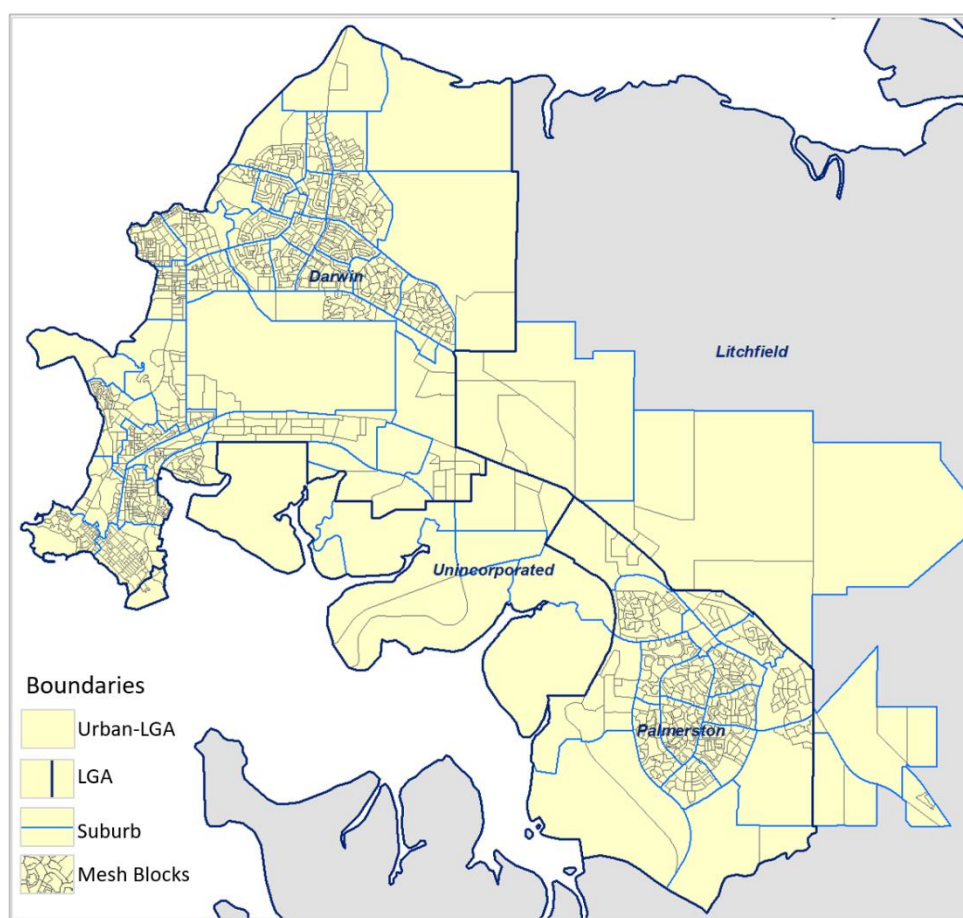 Darwin
Litchfield
Unincorporated
Palmerston
Boundaries
Urban-LGA
LGA
Suburb
Mesh Blocks